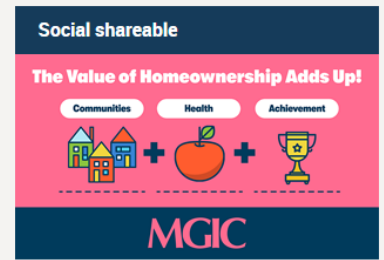 Social shareable
The Value of Homeownership Adds Up!
Communities Health Achievement
MGIC